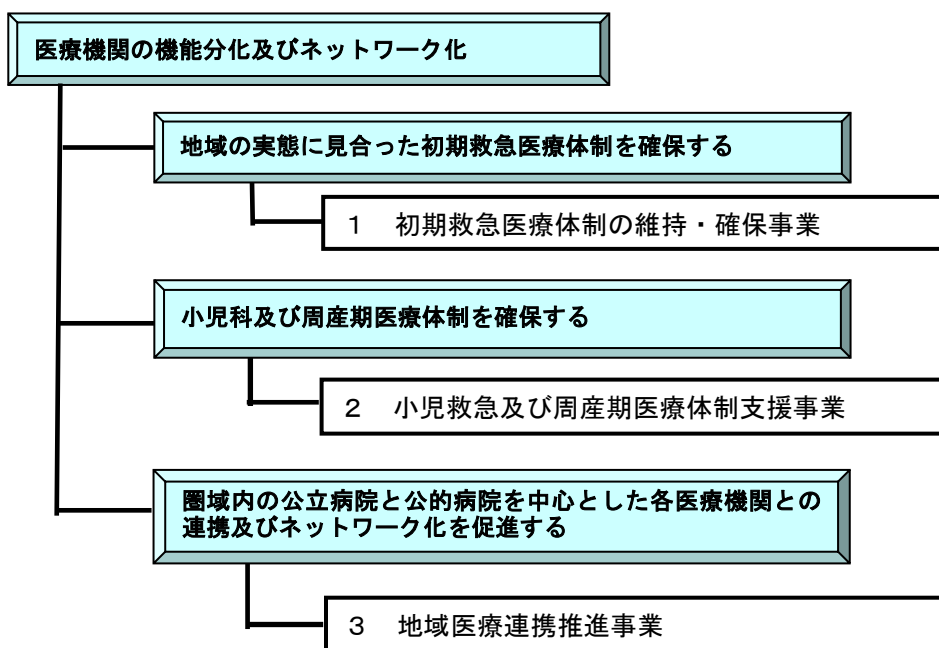 医療機関の機能分化及びネットワーク化
地域の実態に見合った初期救急医療体制を確保する
１　初期救急医療体制の維持・確保事業
小児科及び周産期医療体制を確保する
２　小児救急及び周産期医療体制支援事業
圏域内の公立病院と公的病院を中心とした各医療機関との
連携及びネットワーク化を促進する
３　地域医療連携推進事業